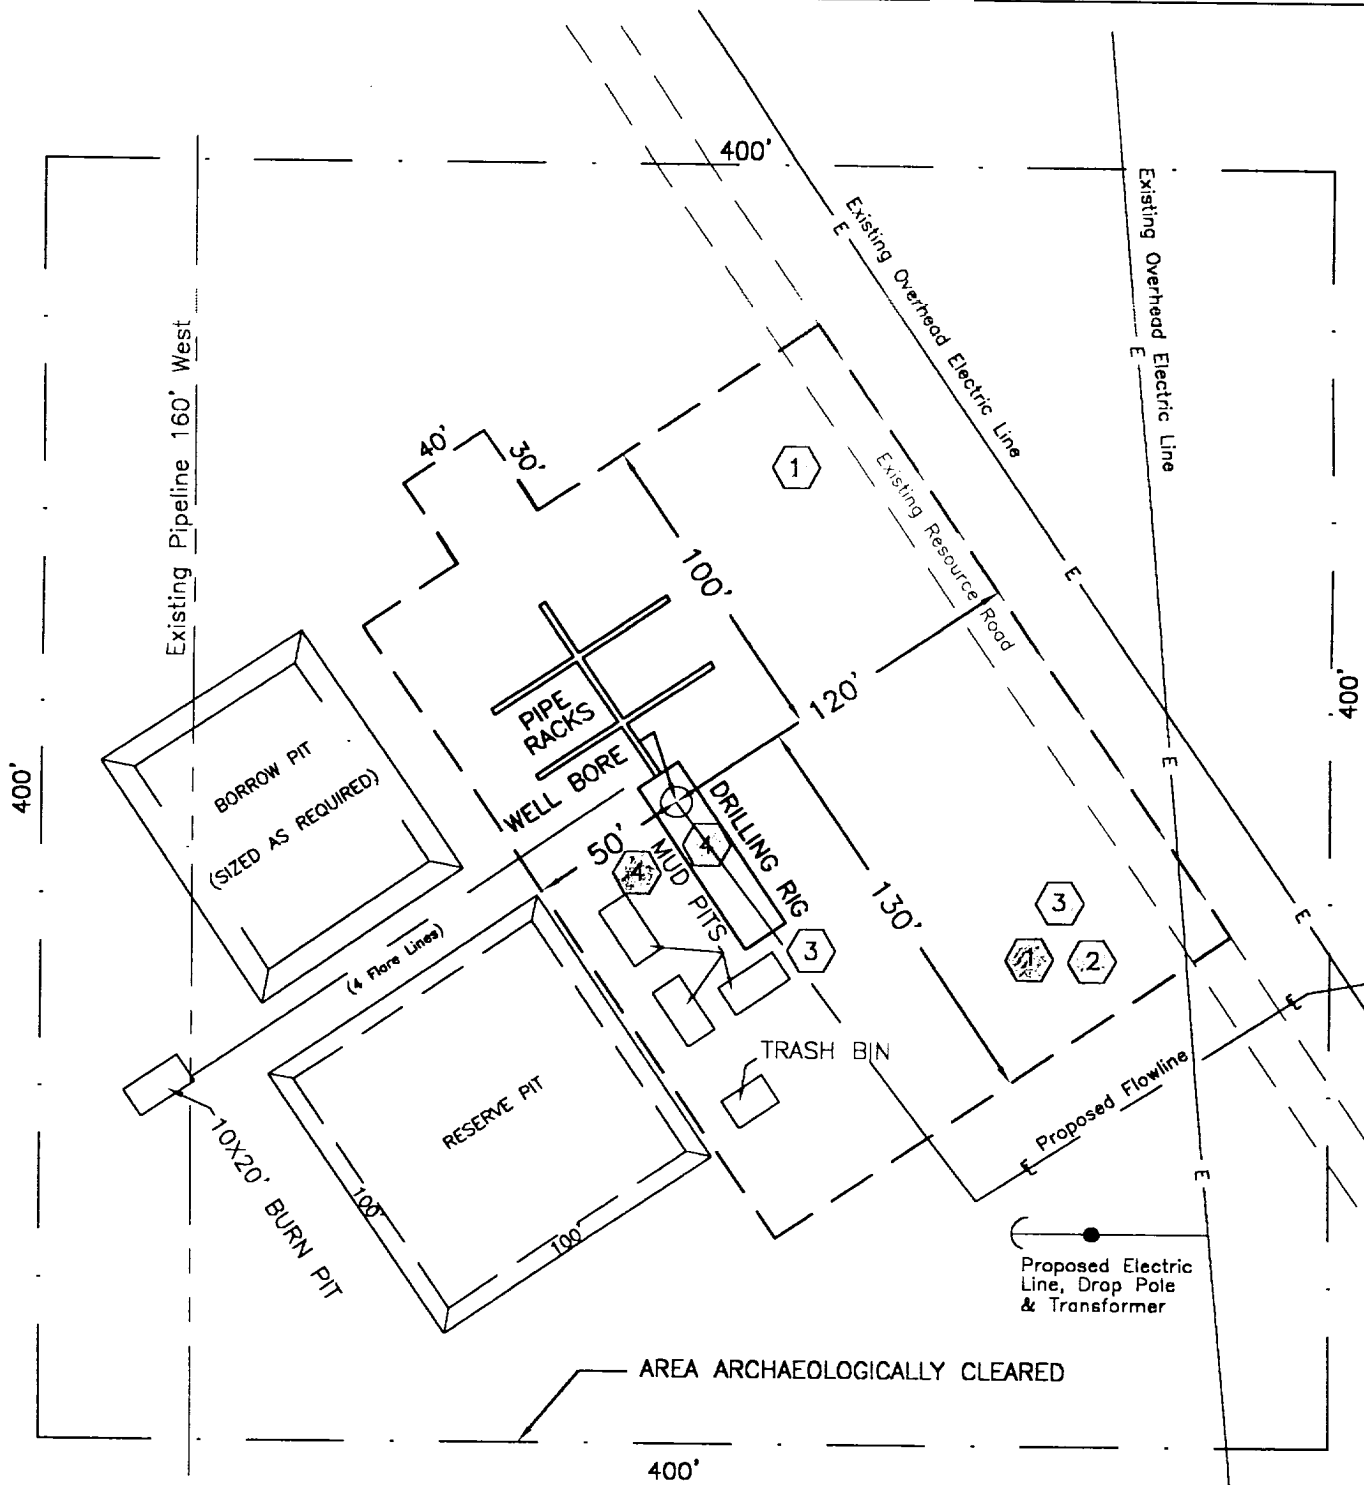 400'
Existing Overhead Electric Line
E
Existing Overhead Electric Line
E
Existing Pipeline 160' West
40'
30'
1
Existing Resource Road
100'
E
120'
400'
PIPE
RACKS
WELL BORE
BORROW PIT
(SIZED AS REQUIRED)
400'
E
50'
4
4
DRILLING RIG
MUD PITS
130'
3
3
1
2
E
(4 Flare Lines)
TRASH BIN
RESERVE PIT
100'
100'
10X20' BURN PIT
Proposed Flowline
E
E
E
Proposed Electric
Line, Drop Pole
& Transformer
AREA ARCHAEOLOGICALLY CLEARED
400'